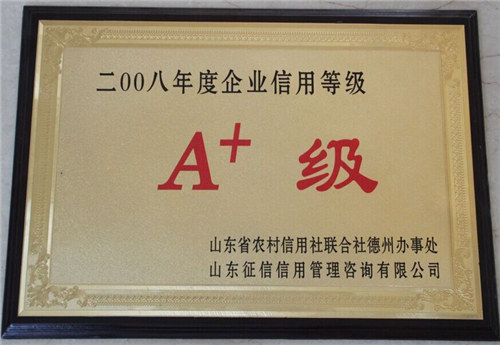 二00八年度企业信用等级
A+ 级
山东省农村信用社联合社德州办事处
山东征信信用管理咨询有限公司